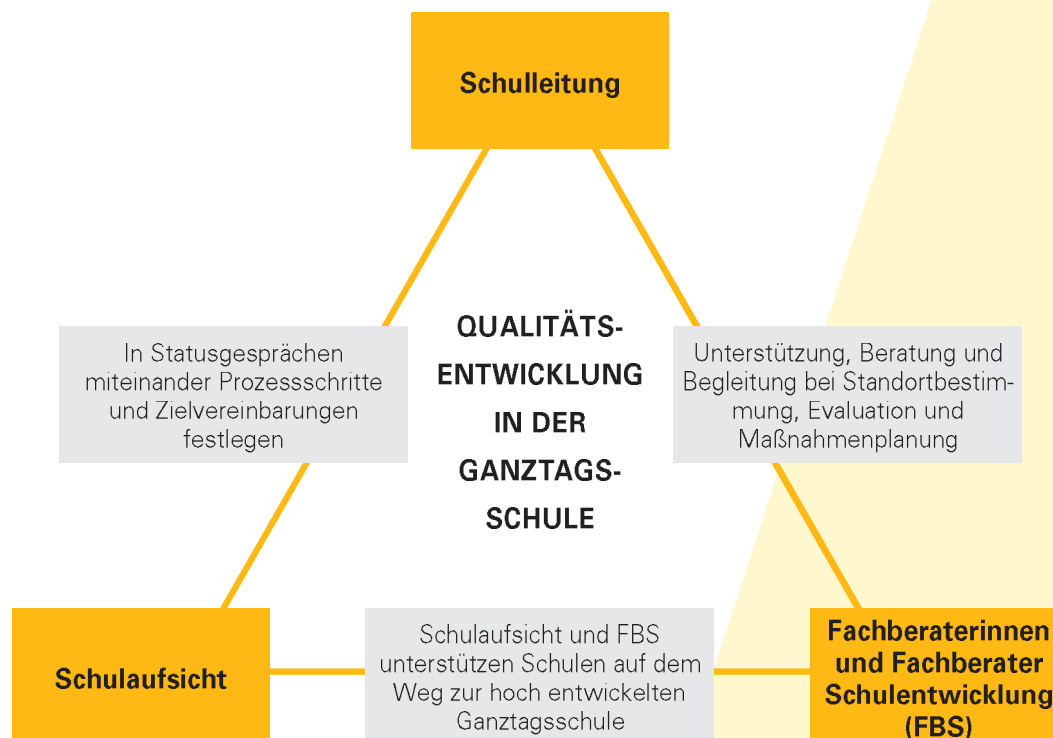 Schulleitung
QUALITÄTS-
ENTWICKLUNG
IN DER
GANZTAGS-
SCHULE
In Statusgesprächen
miteinander Prozessschritte
und Zielvereinbarungen
festlegen
Unterstützung, Beratung und
Begleitung bei Standortbestim-
mung, Evaluation und
Maßnahmenplanung
Schulaufsicht
Schulaufsicht und FBS
unterstützen Schulen auf dem
Weg zur hoch entwickelten
Ganztagsschule
Fachberaterinnen
und Fachberater
Schulentwicklung
(FBS)